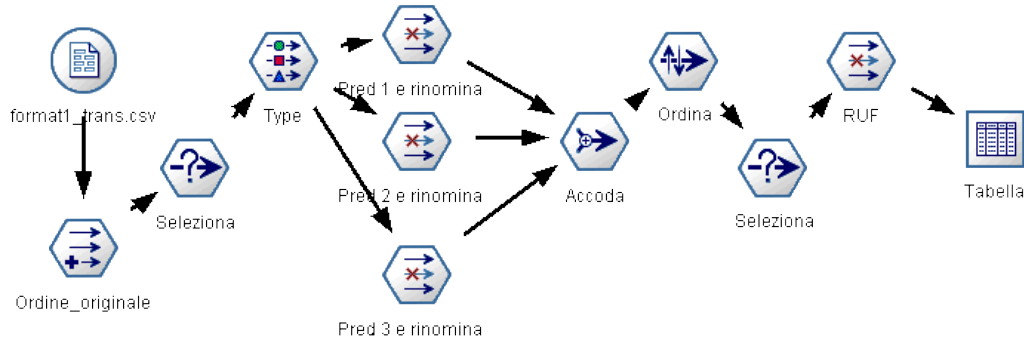 format1_trans.csv
Ordine_originale
Seleziona
Type
Pred 1 e rinomina
Pred 2 e rinomina
Pred 3 e rinomina
Accoda
Ordina
Seleziona
RUF
Tabella